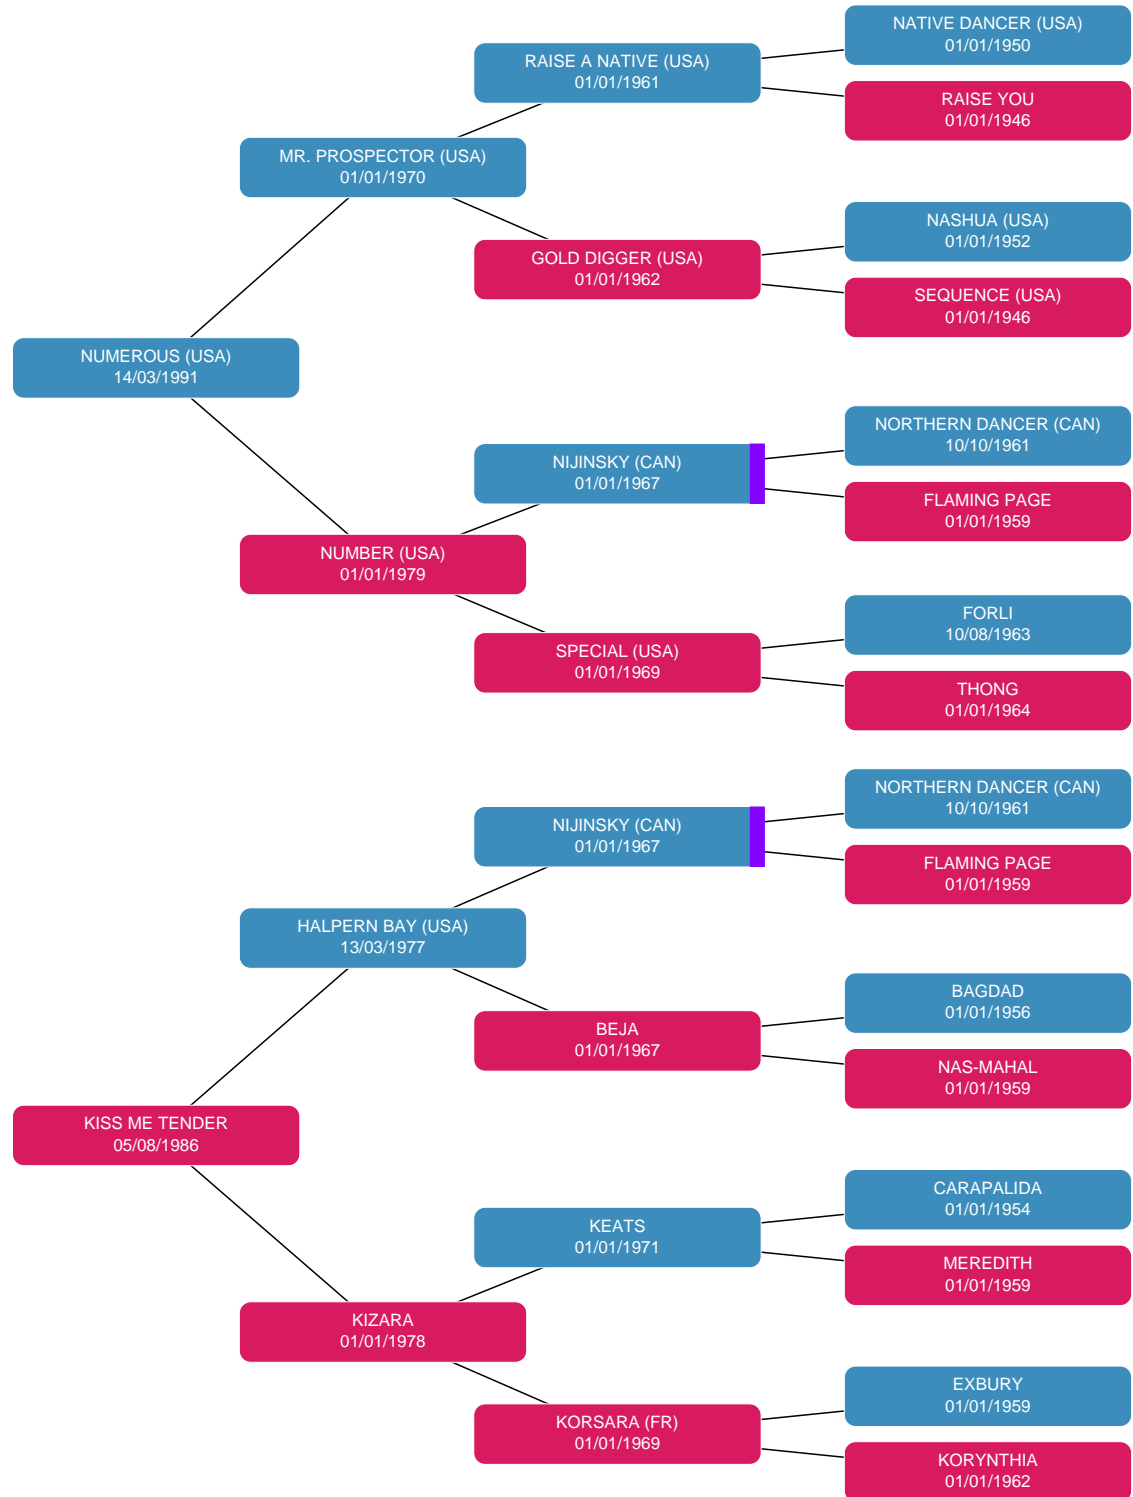 NATIVE DANCER (USA)
01/01/1950
RAISE A NATIVE (USA)
01/01/1961
RAISE YOU
01/01/1946
MR. PROSPECTOR (USA)
01/01/1970
NASHUA (USA)
01/01/1952
GOLD DIGGER (USA)
01/01/1962
SEQUENCE (USA)
01/01/1946
NUMEROUS (USA)
14/03/1991
NORTHERN DANCER (CAN)
10/10/1961
NIJINSKY (CAN)
01/01/1967
FLAMING PAGE
01/01/1959
NUMBER (USA)
01/01/1979
FORLI
10/08/1963
SPECIAL (USA)
01/01/1969
THONG
01/01/1964
NORTHERN DANCER (CAN)
10/10/1961
NIJINSKY (CAN)
01/01/1967
FLAMING PAGE
01/01/1959
HALPERN BAY (USA)
13/03/1977
BAGDAD
01/01/1956
BEJA
01/01/1967
NAS-MAHAL
01/01/1959
KISS ME TENDER
05/08/1986
CARAPALIDA
01/01/1954
KEATS
01/01/1971
MEREDITH
01/01/1959
KIZARA
01/01/1978
EXBURY
01/01/1959
KORSARA (FR)
01/01/1969
KORYNTHIA
01/01/1962